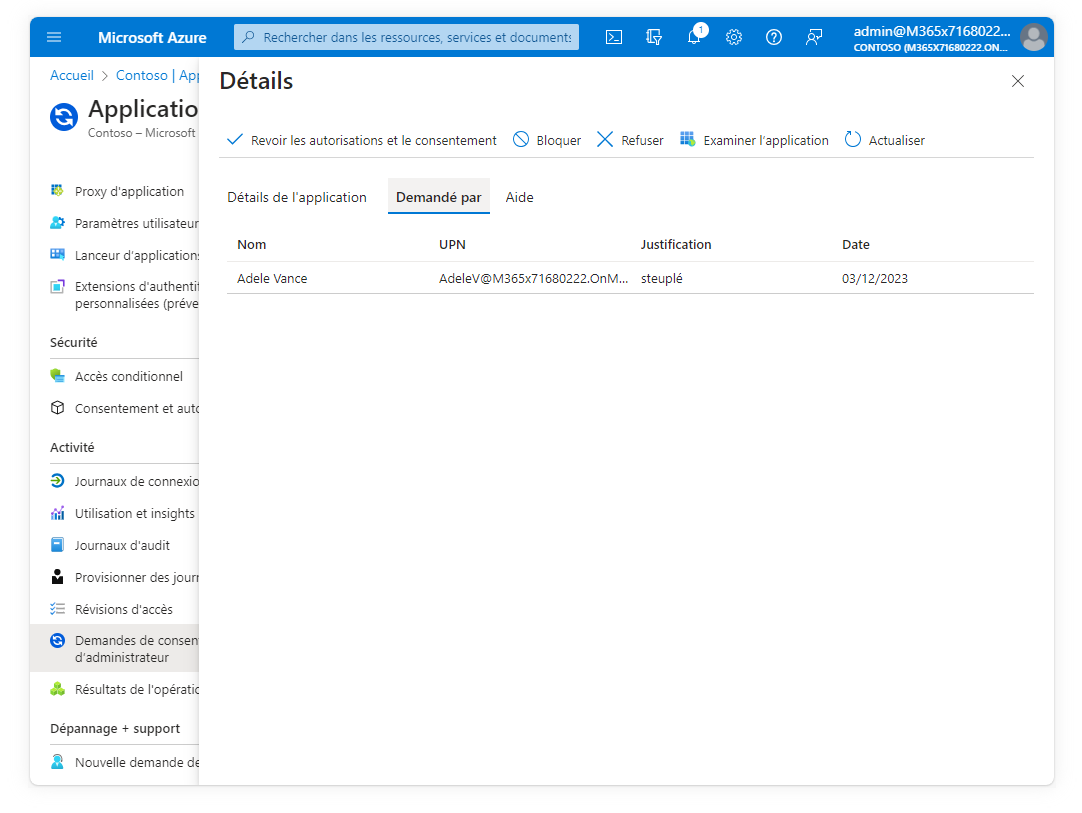 Microsoft Azure
Rechercher dans les ressources, services et documents
1
admin@M365x7168022...
CONTOSO (M365X71680222.ON...
Accueil > Contoso | App
Applicatio
Contoso – Microsoft
Proxy d'application
Paramètres utilisateur
Lanceur d'applications
Extensions d'authentif
personnalisées (préve
Sécurité
Accès conditionnel
Consentement et auto
Activité
Journaux de connexio
Utilisation et insights
Journaux d'audit
Provisionner des journ
Révisions d'accès
Demandes de consen
d'administrateur
Résultats de l'opératio
Dépannage + support
Nouvelle demande de
Détails
Revoir les autorisations et le consentement
Bloquer
Refuser
Examiner l'application
Actualiser
Détails de l'application
Demandé par
Aide
Nom UPN Justification Date
Adele Vance AdeleV@M365x71680222.OnM... steuplé 03/12/2023